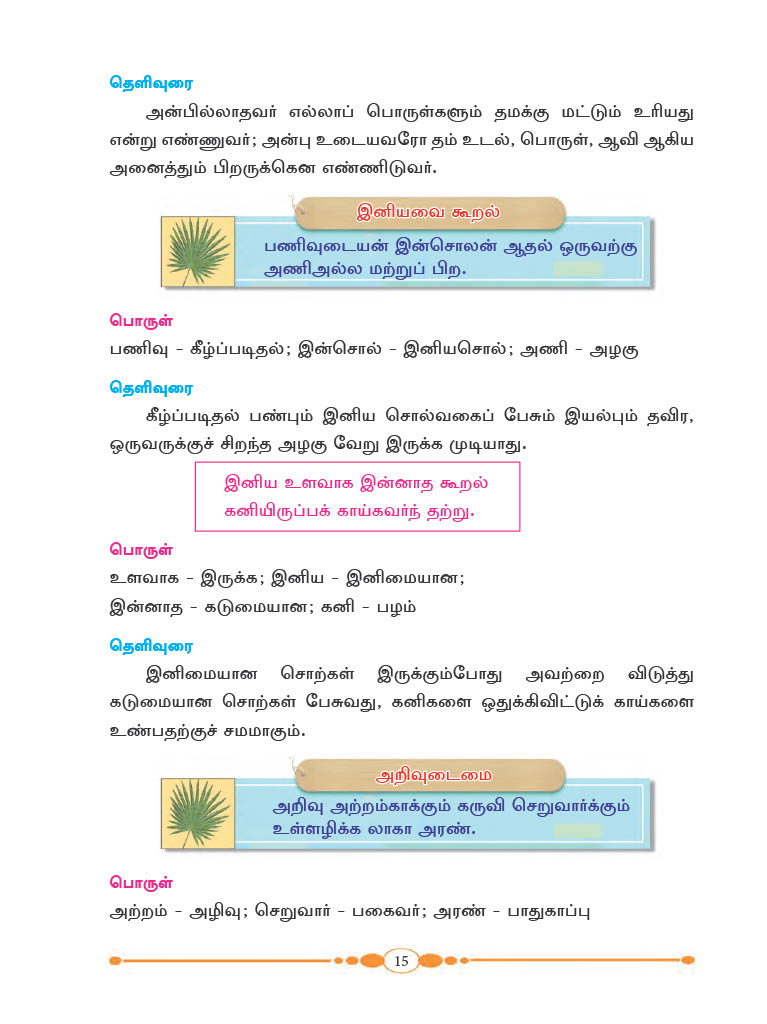 தெளிவுரை
அன்பில்லாதவர் எல்லாப் பொருள்களும் தமக்கு மட்டும் உரியது
என்று எண்ணுவர்; அன்பு உடையவரோ தம் உடல், பொருள், ஆவி ஆகிய
அனைத்தும் பிறருக்கென எண்ணிடுவர்.
இனியவை கூறல்
பணிவுடையன் இன்சொலன் ஆதல் ஒருவற்கு
அணிஅல்ல மற்றுப் பிற.
பொருள்
பணிவு – கீழ்ப்படிதல்; இன்சொல் – இனியசொல்; அணி – அழகு
தெளிவுரை
கீழ்ப்படிதல் பண்பும் இனிய சொல்வகைப் பேசும் இயல்பும் தவிர,
ஒருவருக்குச் சிறந்த அழகு வேறு இருக்க முடியாது.
இனிய உளவாக இன்னாத கூறல்
கனியிருப்பக் காய்கவர்ந் தற்று.
பொருள்
உளவாக – இருக்க; இனிய – இனிமையான;
இன்னாத – கடுமையான; கனி – பழம்
தெளிவுரை
இனிமையான சொற்கள் இருக்கும்போது அவற்றை விடுத்து
கடுமையான சொற்கள் பேசுவது, கனிகளை ஒதுக்கிவிட்டுக் காய்களை
உண்பதற்குச் சமமாகும்.
அறிவுடைமை
அறிவு அற்றம்காக்கும் கருவி செறுவார்க்கும்
உள்ளழிக்க லாகா அரண்.
பொருள்
அற்றம் – அழிவு; செறுவார் – பகைவர்; அரண் – பாதுகாப்பு
15